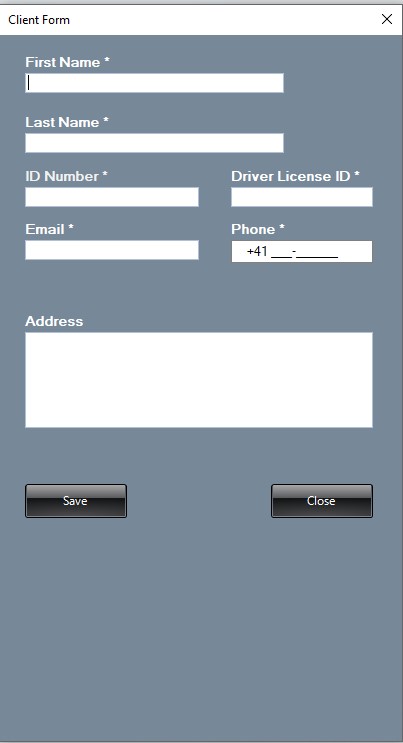 Client Form
First Name *
Last Name *
ID Number *
Driver License ID *
Email *
Phone *
+41 ___-______
Address
Save
Close